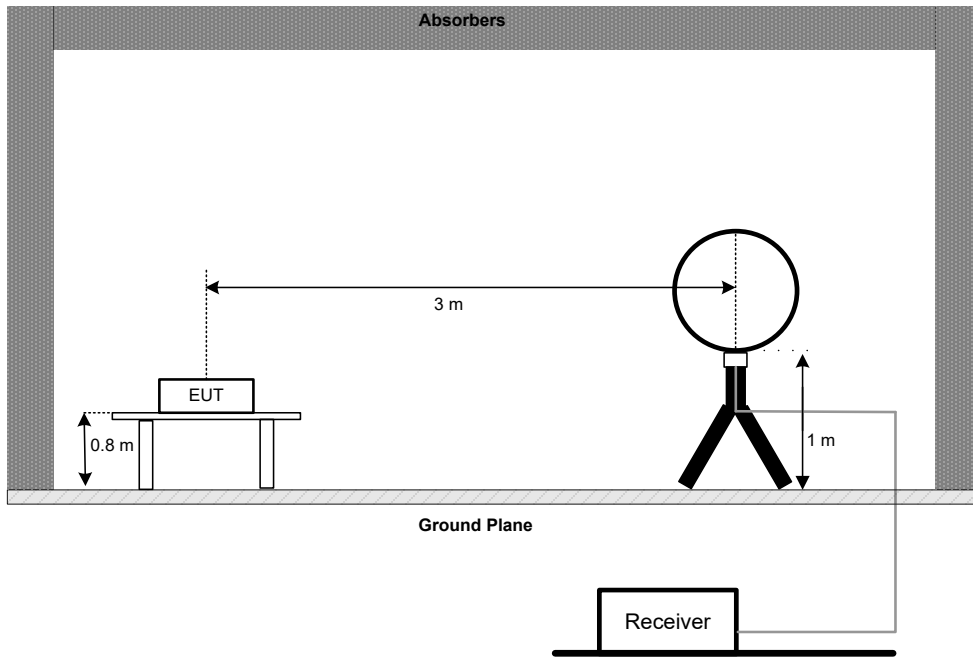 Absorbers
3 m
EUT
0.8 m
1 m
Ground Plane
Receiver